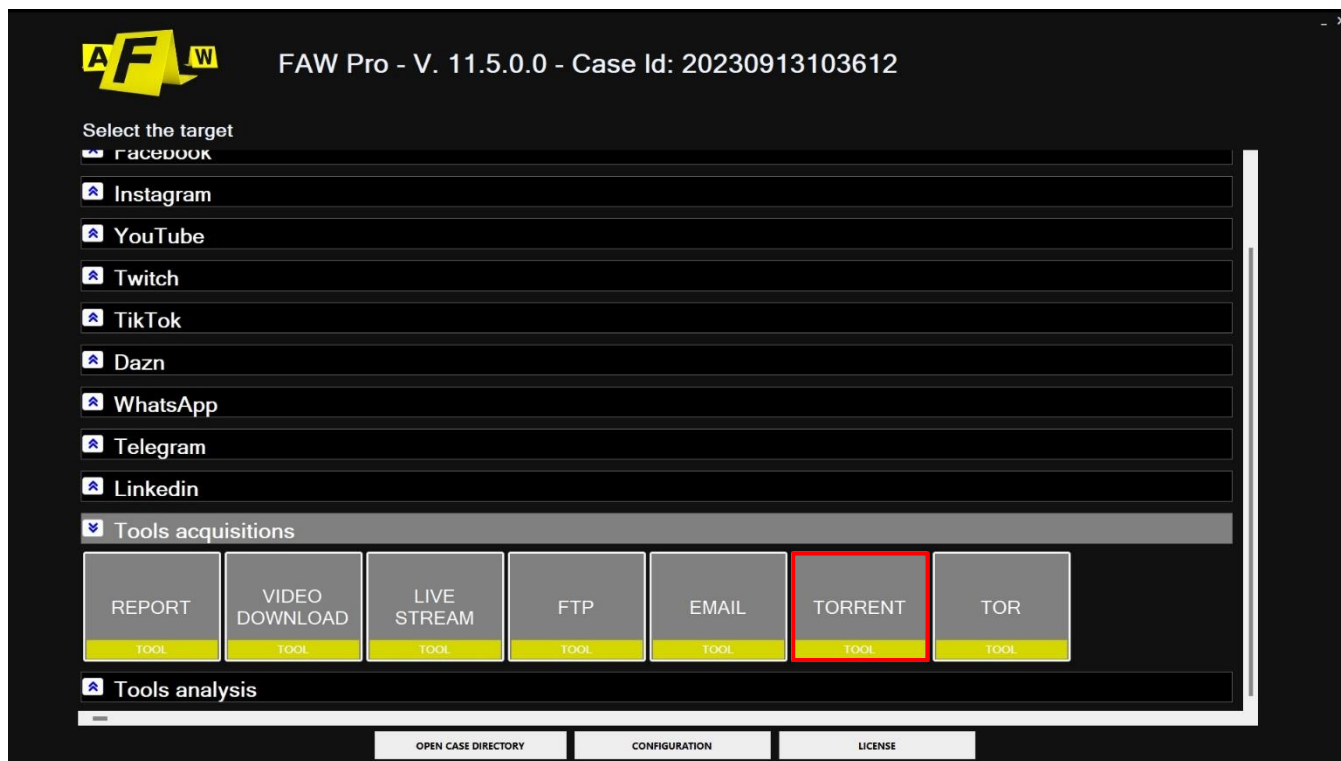 A F W
FAW Pro - V. 11.5.0.0 - Case Id: 20230913103612
Select the target
Facebook
Instagram
YouTube
Twitch
TikTok
Dazn
WhatsApp
Telegram
Linkedin
Tools acquisitions
REPORT
TOOL
VIDEO
DOWNLOAD
TOOL
LIVE
STREAM
TOOL
FTP
TOOL
EMAIL
TOOL
TORRENT
TOOL
TOR
TOOL
Tools analysis
OPEN CASE DIRECTORY
CONFIGURATION
LICENSE